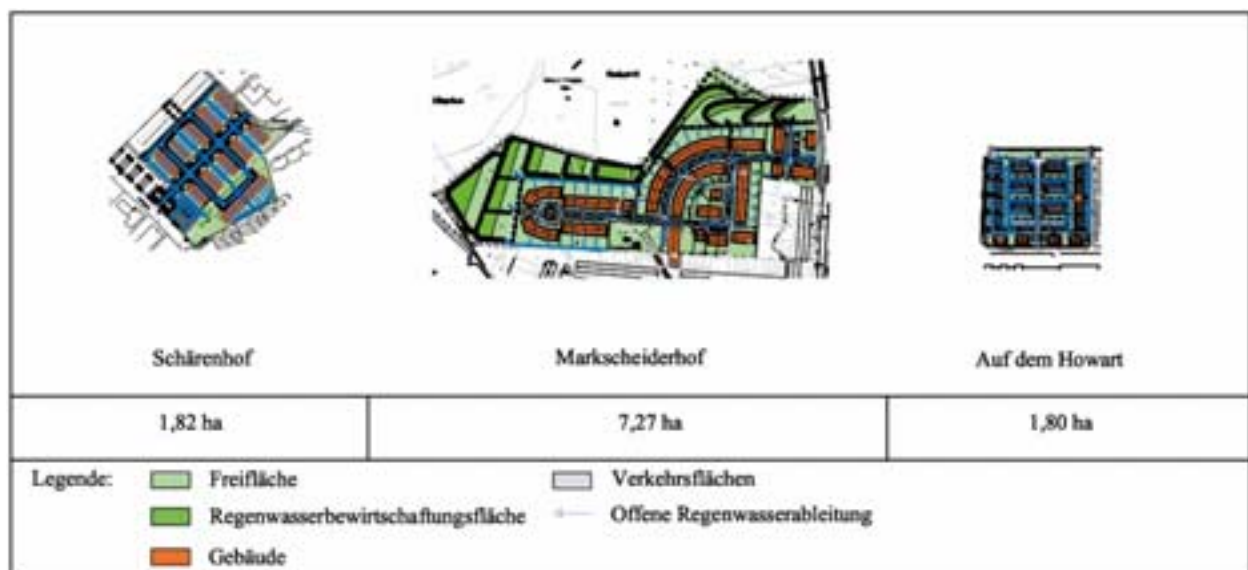 Schärenhof Markscheiderhof Auf dem Howart
1,82 ha 7,27 ha 1,80 ha
Legende: Freifläche Verkehrsflächen
Regenwasserbewirtschaftungsfläche Offene Regenwasserableitung
Gebäude